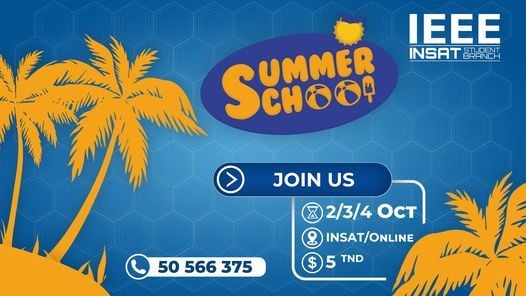 IEEE
INSAT STUDENT BRANCH
SUMMER
SCHOOL
JOIN US
2/3/4 OCT
INSAT/ONLINE
$ 5 TND
50 566 375